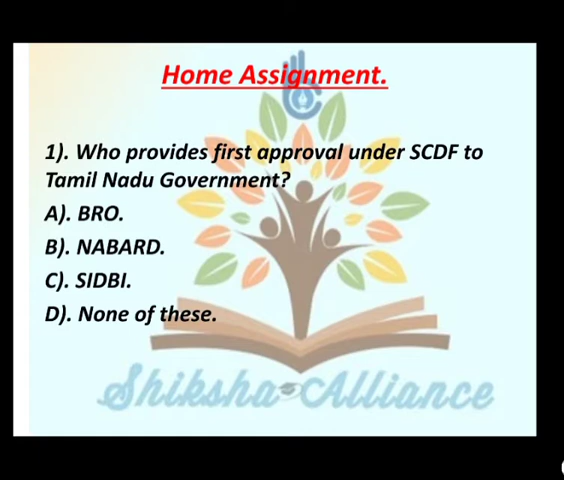 Home Assignment.
1). Who provides first approval under SCDF to
Tamil Nadu Government?
A). BRO.
B). NABARD.
C). SIDBI.
D). None of these.
Shiksha Alliance